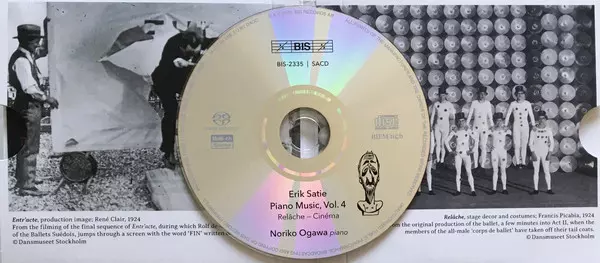 BIS
BIS-2335 | SACD
Erik Satie
Piano Music, Vol. 4
Relâche – Cinéma
Noriko Ogawa piano
Entr'acte, production image; René Clair, 1924
From the filming of the final sequence of Entr'acte, during which Rolf de
of the Ballets Suédois, jumps through a screen with the word 'FIN' written
© Dansmuseet Stockholm
Relâche, stage decor and costumes; Francis Picabia, 1924
the original production of the ballet, a few minutes into Act II, when the
members of the all-male 'corps de ballet' have taken off their tail coats.
© Dansmuseet Stockholm